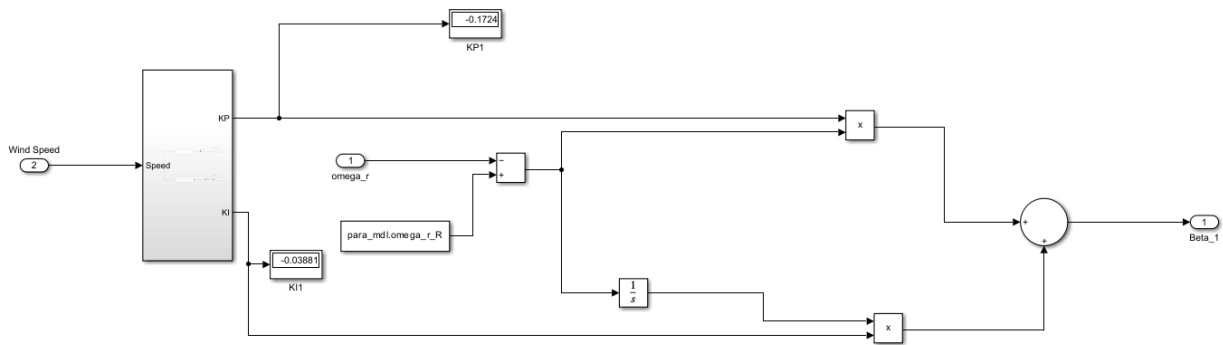 -0.1724
KP1
KP
x
Wind Speed
2
Speed
1
omega_r
−
+
KI
para_mdl.omega_r_R
+
+
1
Beta_1
-0.03881
KI1
1
s
x